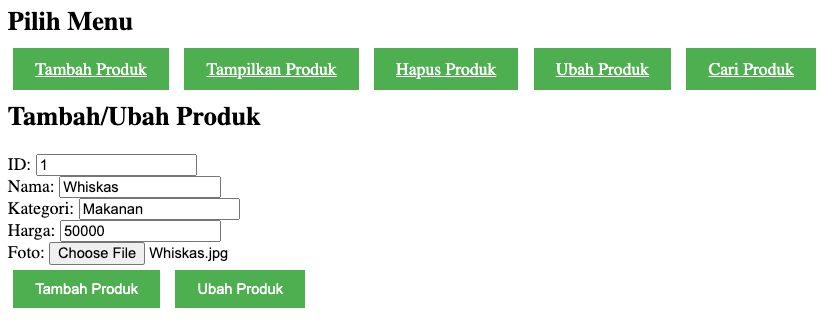 Pilih Menu
Tambah Produk Tampilkan Produk Hapus Produk Ubah Produk Cari Produk
Tambah/Ubah Produk
ID: 1
Nama: Whiskas
Kategori: Makanan
Harga: 50000
Foto: Choose File Whiskas.jpg
Tambah Produk Ubah Produk